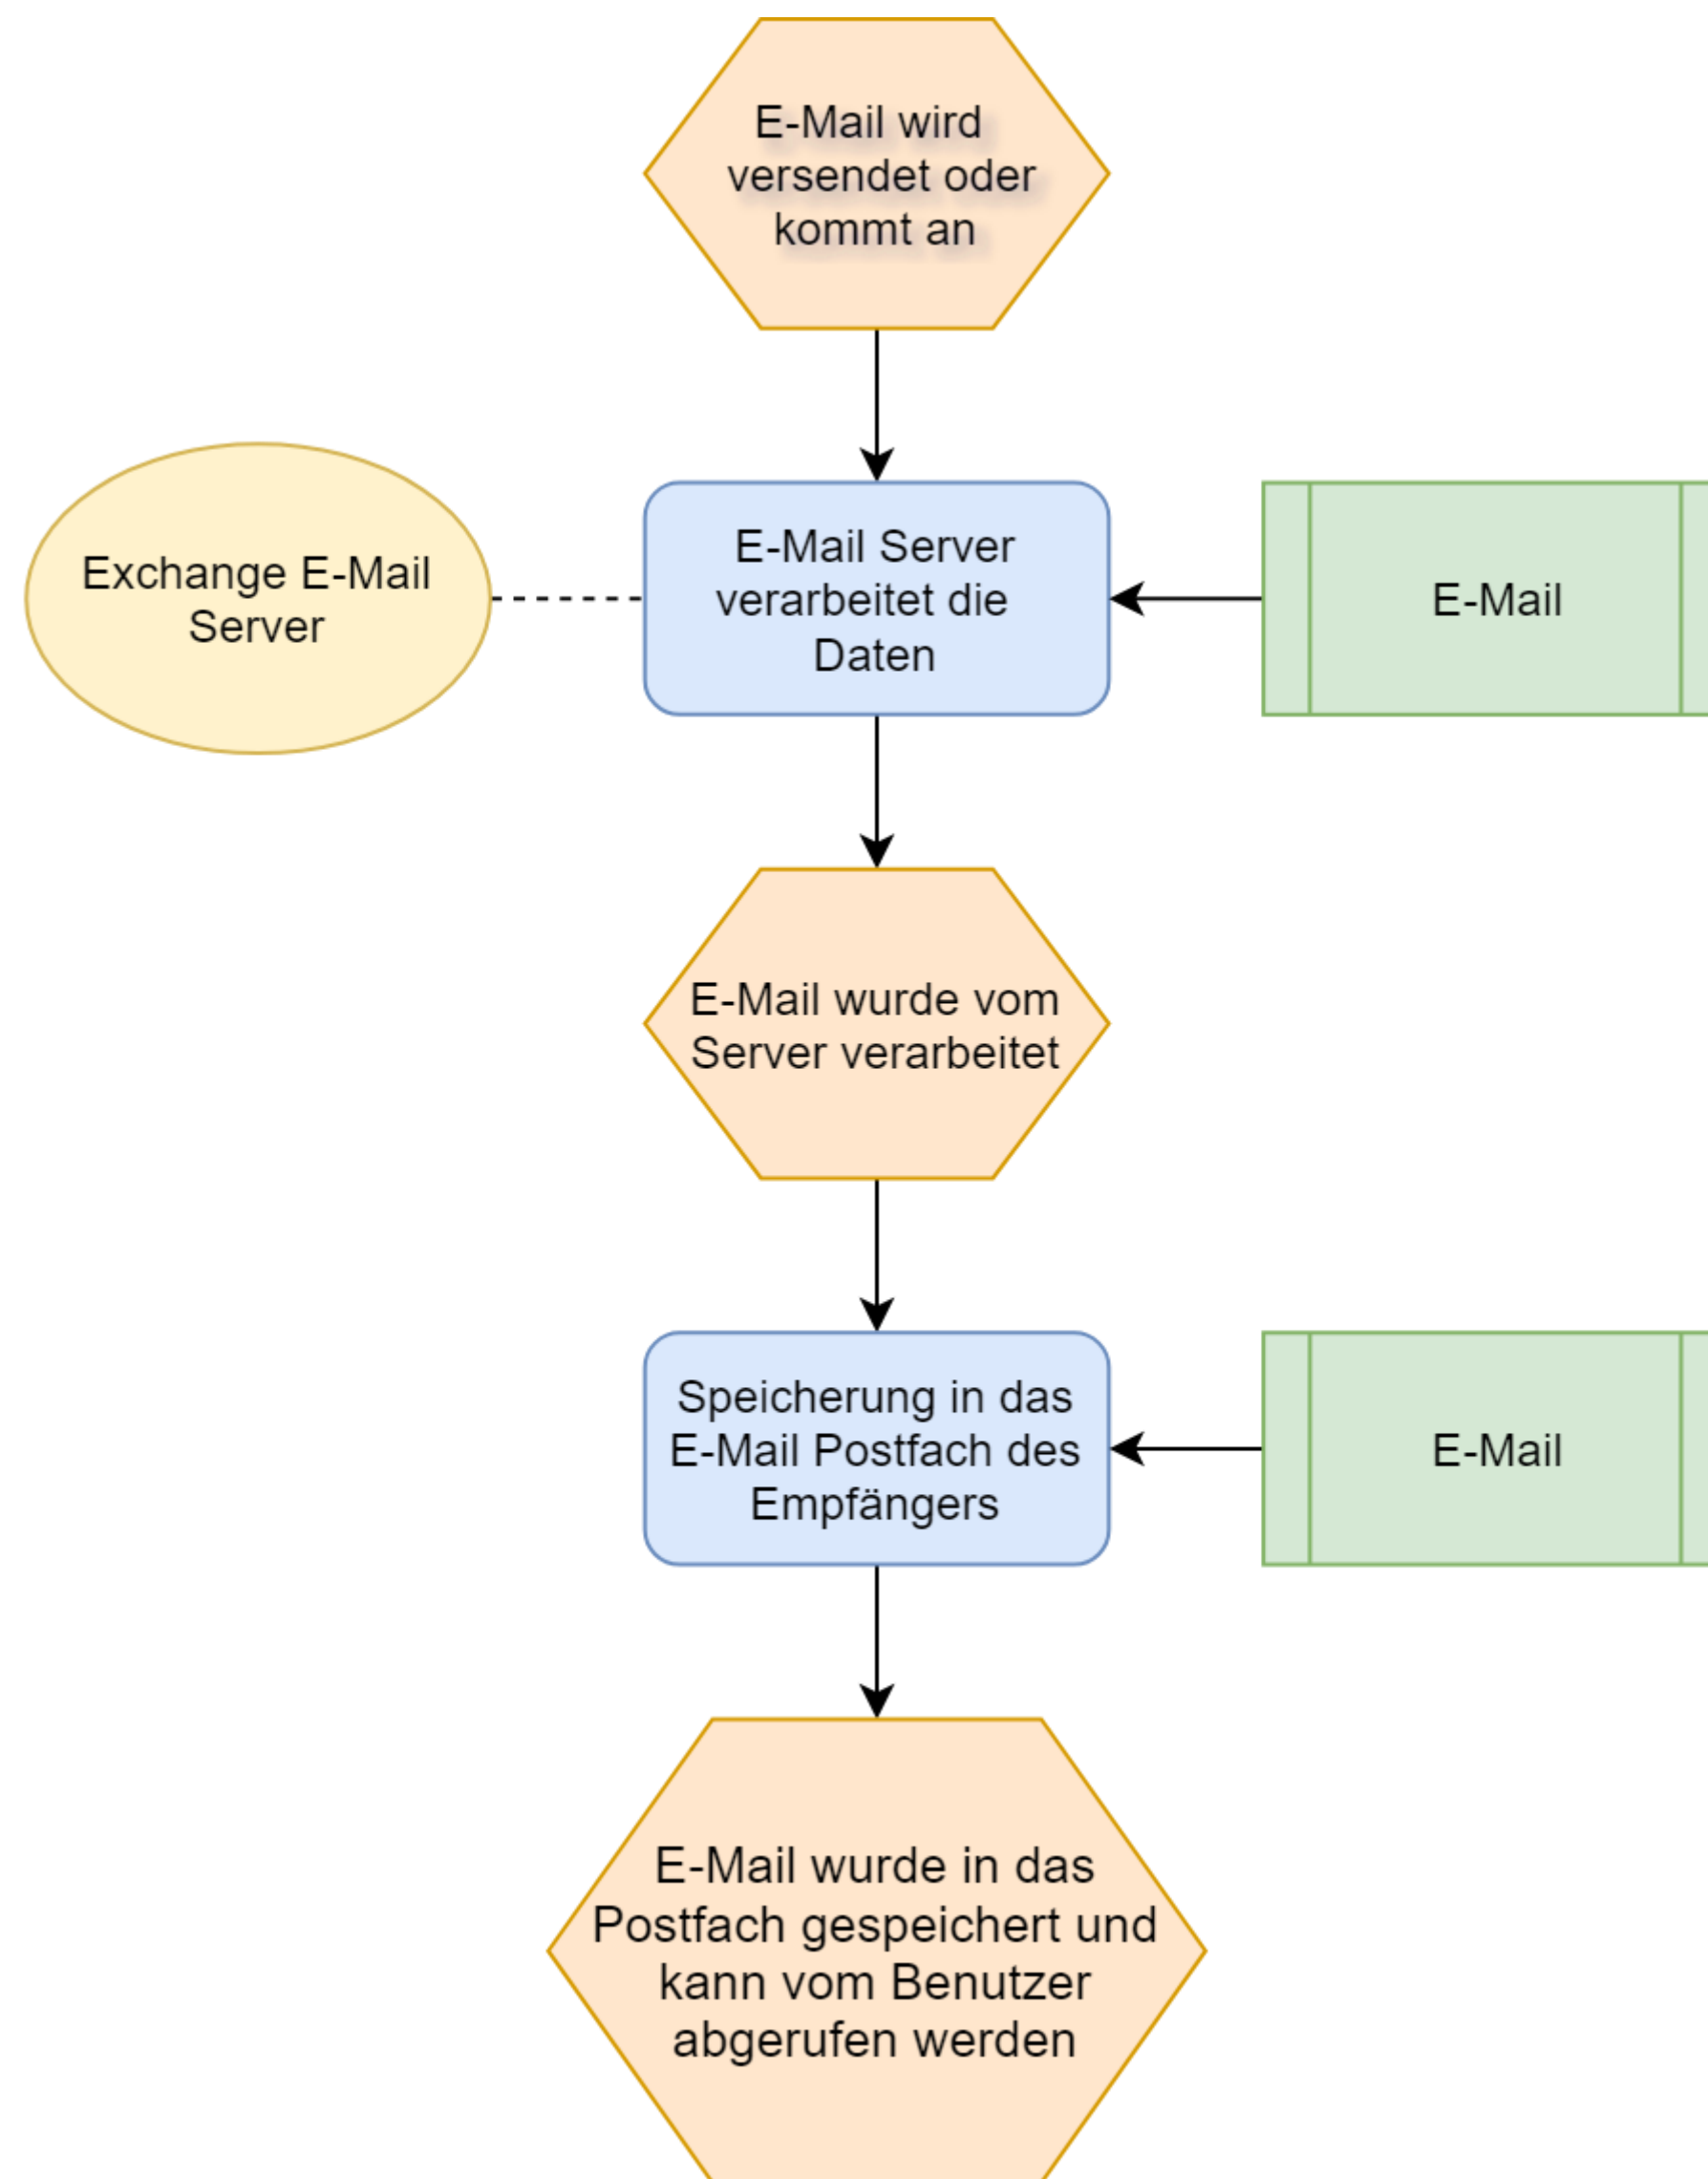 E-Mail wird
versendet oder
kommt an
Exchange E-Mail
Server
E-Mail Server
verarbeitet die
Daten
E-Mail
E-Mail wurde vom
Server verarbeitet
Speicherung in das
E-Mail Postfach des
Empfängers
E-Mail
E-Mail wurde in das
Postfach gespeichert und
kann vom Benutzer
abgerufen werden